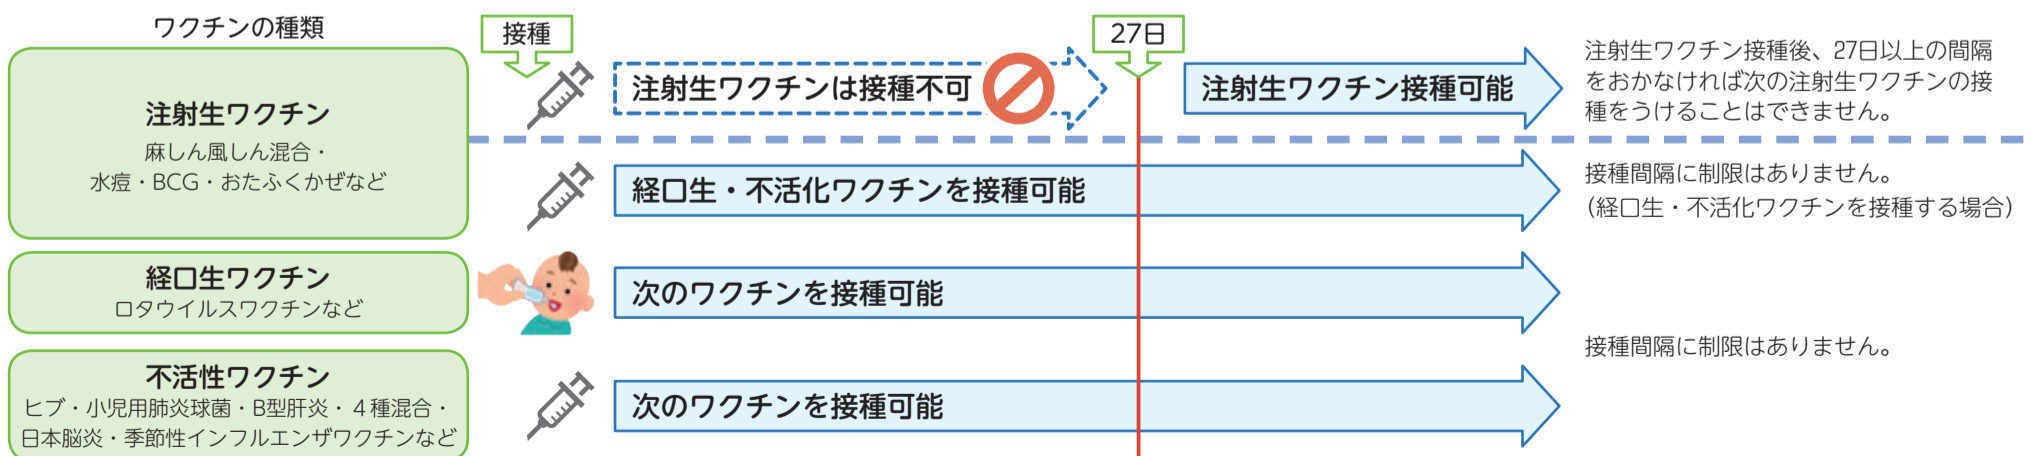 ワクチンの種類
接種
27日
注射生ワクチン
麻しん風しん混合・
水痘・BCG・おたふくかぜなど
注射生ワクチンは接種不可
注射生ワクチン接種可能
注射生ワクチン接種後、27日以上の間隔
をおかなければ次の注射生ワクチンの接
種をうけることはできません。
経口生・不活化ワクチンを接種可能
接種間隔に制限はありません。
（経口生・不活化ワクチンを接種する場合）
経口生ワクチン
ロタウイルスワクチンなど
次のワクチンを接種可能
接種間隔に制限はありません。
不活性ワクチン
ヒブ・小児用肺炎球菌・B型肝炎・４種混合・
日本脳炎・季節性インフルエンザワクチンなど
次のワクチンを接種可能